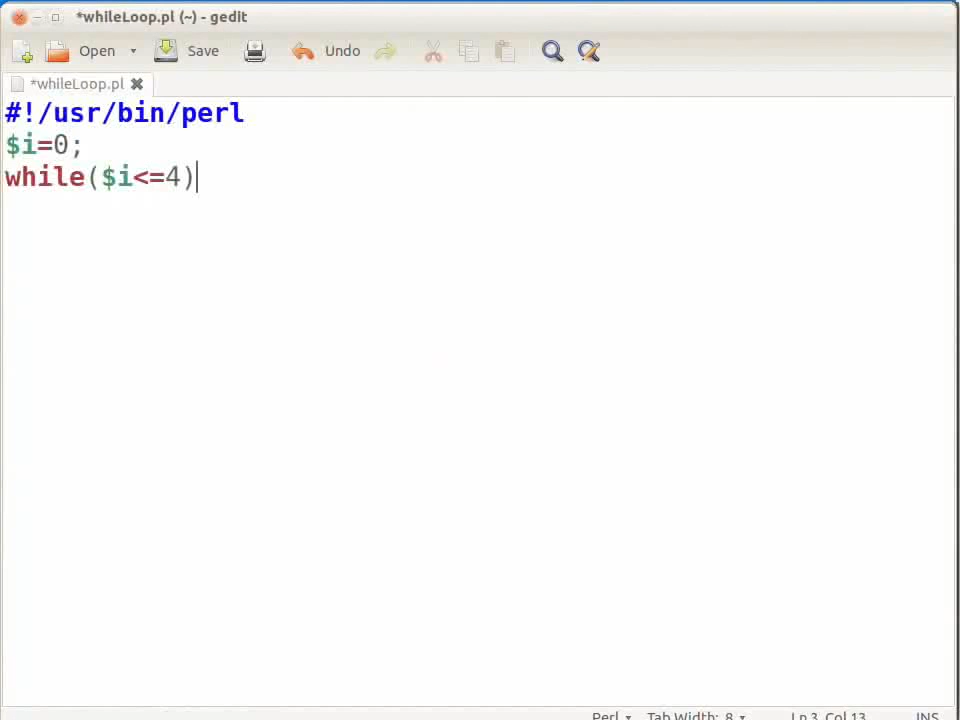 *whileLoop.pl (~) - gedit
Open Save Undo
*whileLoop.pl
#!/usr/bin/perl
$i=0;
while($i<=4)
Perl Tab Width: 8 Ln 3, Col 13 INS